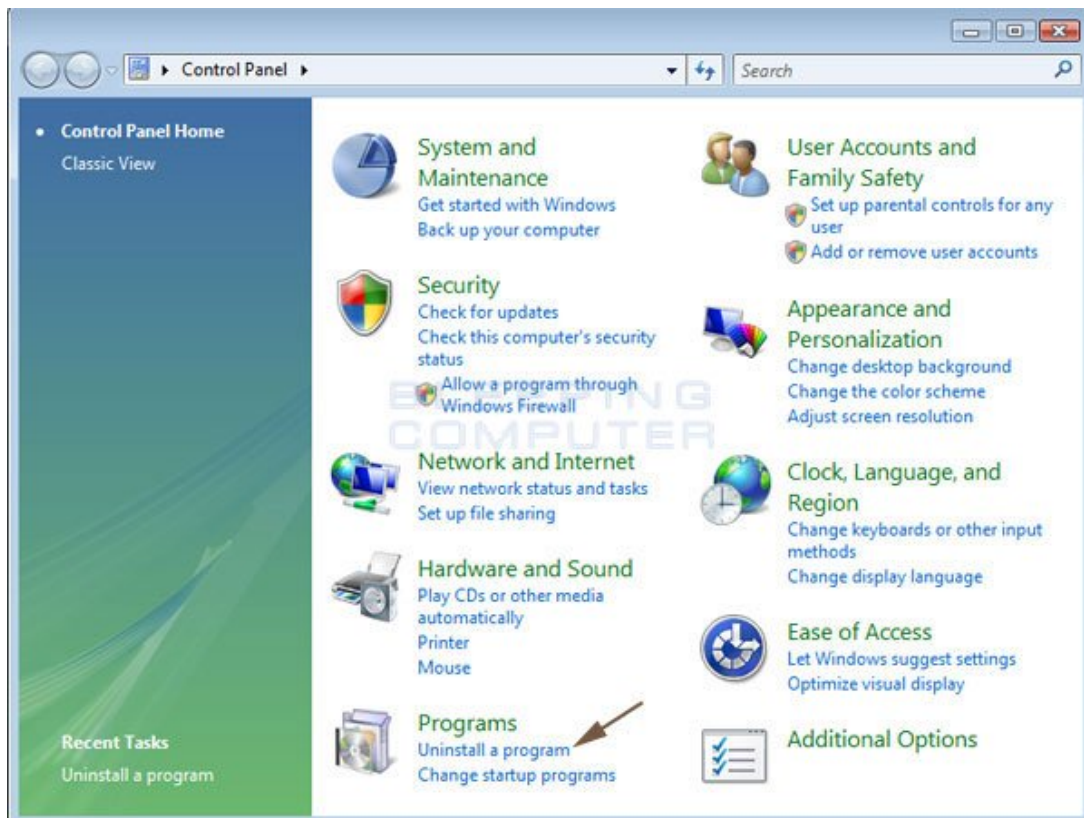 Control Panel
Search
Control Panel Home
Classic View
System and
Maintenance
Get started with Windows
Back up your computer
Security
Check for updates
Check this computer's security
status
Allow a program through
Windows Firewall
Network and Internet
View network status and tasks
Set up file sharing
Hardware and Sound
Play CDs or other media
automatically
Printer
Mouse
Programs
Uninstall a program
Change startup programs
User Accounts and
Family Safety
Set up parental controls for any
user
Add or remove user accounts
Appearance and
Personalization
Change desktop background
Change the color scheme
Adjust screen resolution
Clock, Language, and
Region
Change keyboards or other input
methods
Change display language
Ease of Access
Let Windows suggest settings
Optimize visual display
Additional Options
Recent Tasks
Uninstall a program
BLEEPING
COMPUTER